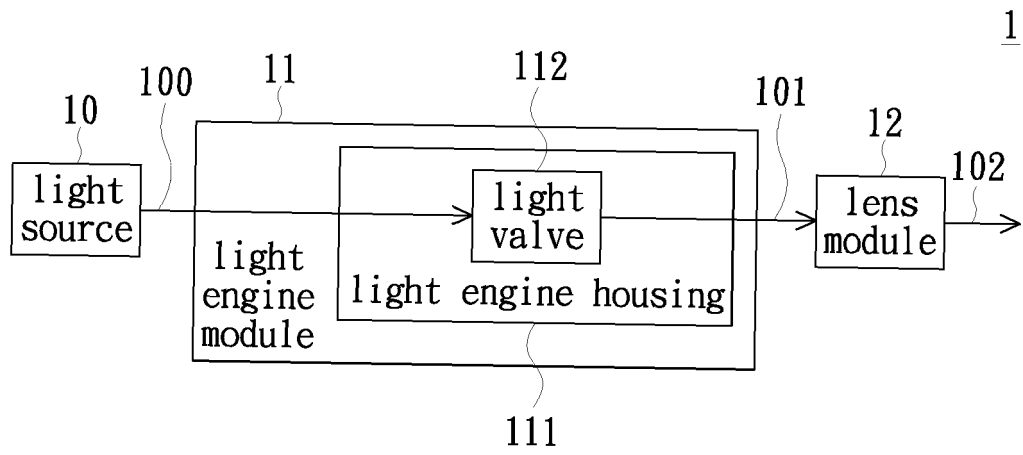 1
112
11
100
101
10
12
102
light
source
light
valve
lens
module
light
engine
module
light engine housing
111